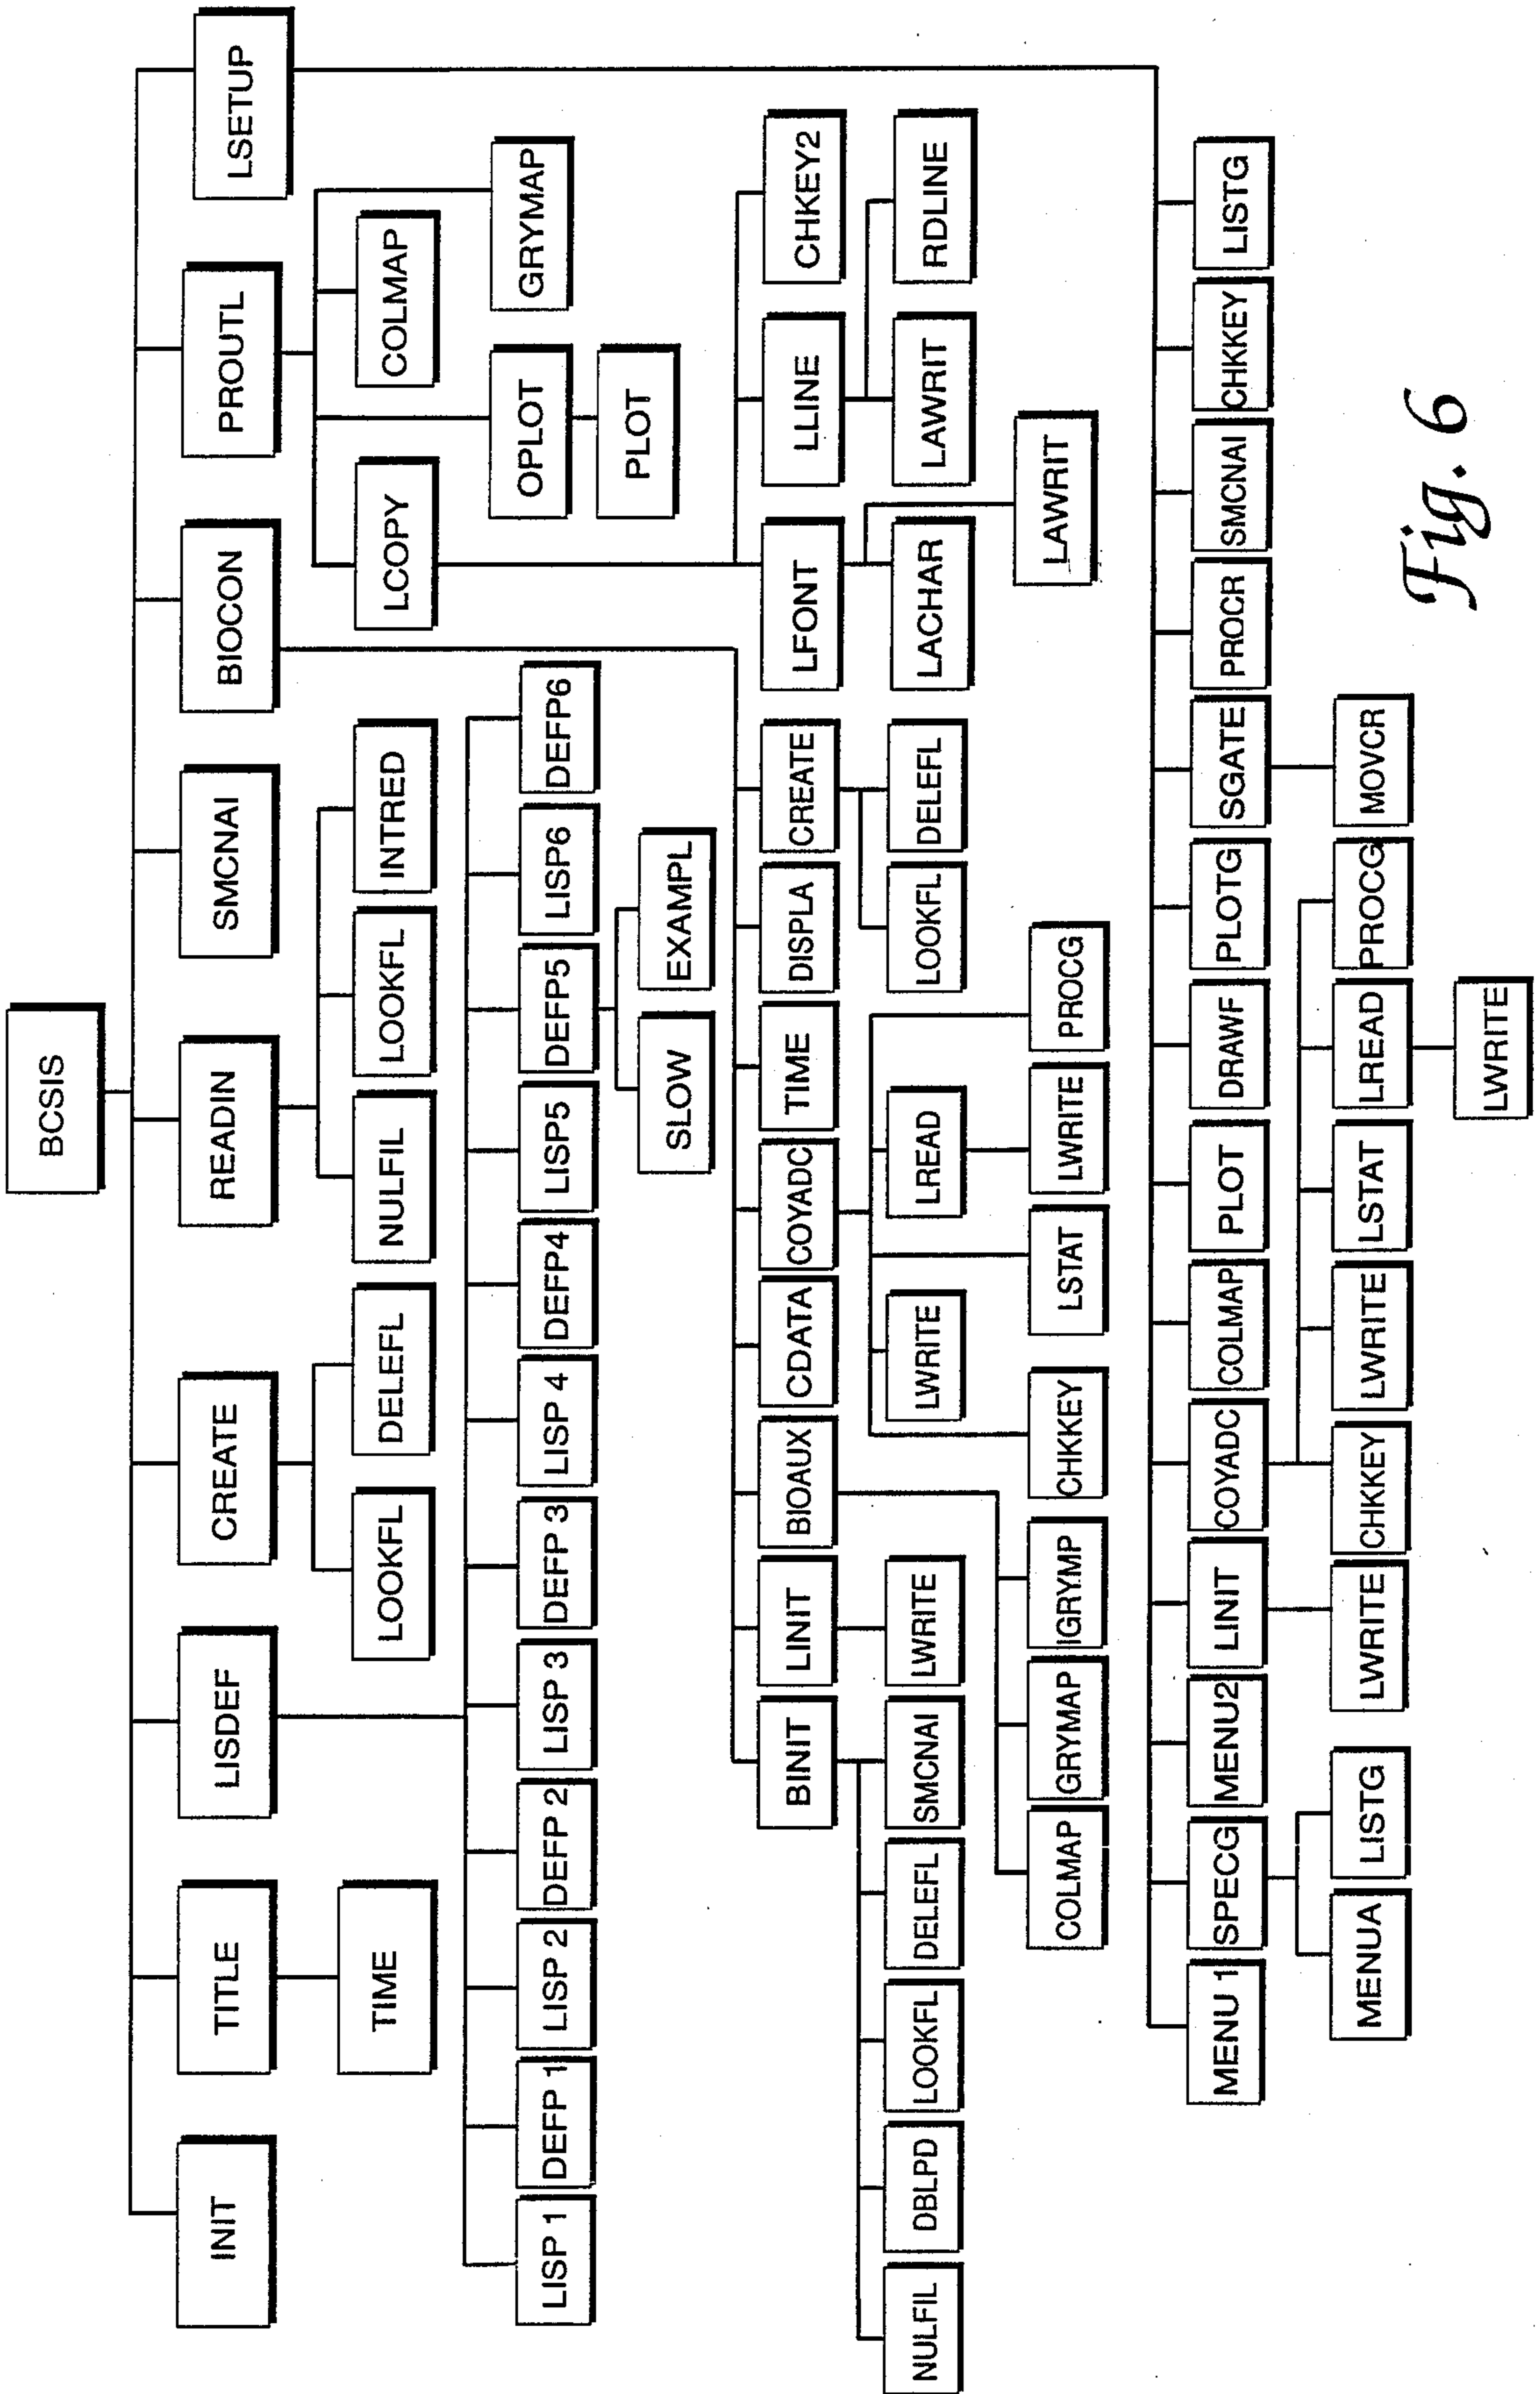 BCSIS
INIT
TITLE
LISDEF
CREATE
READIN
SMCNAI
BIOCON
PROUTL
LSETUP
TIME
LOOKFL
DELEFL
NULFIL
LOOKFL
INTRED
LCOPY
COLMAP
OPLOT
GRYMAP
PLOT
LISP 1
DEFP 1
LISP 2
DEFP 2
LISP 3
DEFP 3
LISP 4
DEFP4
LISP5
DEFP5
LISP6
DEFP6
SLOW
EXAMPL
BINIT
LINIT
BIOAUX
CDATA
COYADC
TIME
DISPLA
CREATE
LFONT
LLINE
CHKEY2
NULFIL
DBLPD
LOOKFL
DELEFL
SMCNAI
LWRITE
LWRITE
LREAD
LOOKFL
DELEFL
LACHAR
LAWRIT
RDLINE
COLMAP
GRYMAP
IGRYMP
CHKKEY
LSTAT
LWRITE
PROCG
LAWRIT
MENU 1
SPECG
MENU2
LINIT
COYADC
COLMAP
PLOT
DRAWF
PLOTG
SGATE
PROCR
SMCNAI
CHKKEY
LISTG
MENUA
LISTG
LWRITE
CHKKEY
LWRITE
LSTAT
LREAD
PROCG
MOVCR
LWRITE
Fig. 6